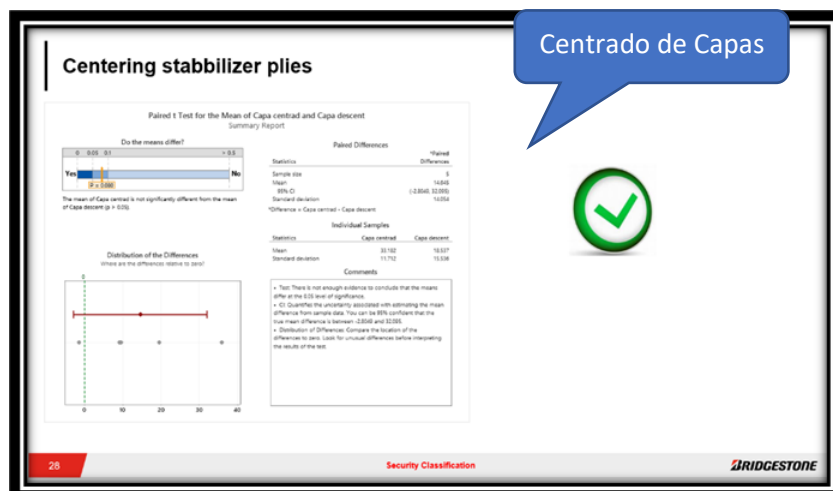 Centrado de Capas
Centering stabbilizer plies
Paired t Test for the Mean of Capa centrad and Capa descent
Summary Report
Do the means differ?
0 0.05 0.1 > 0.5
Yes No
P = 0.080
The mean of Capa centrad is not significantly different from the mean
of Capa descent (p > 0.05).
Paired Differences
*Paired
Statistics Differences
Sample size 5
Mean 14.645
95% CI
Standard deviation 14.054
*Difference = Capa centrad - Capa descent
Individual Samples
Statistics Capa centrad Capa descent
Mean
Standard deviation 11.712
Distribution of the Differences
Where are the differences relative to zero?
0
0 10 20 30 40
Comments
• Test: There is not enough evidence to conclude that the means
differ at the 0.05 level of significance.
• CI: Quantifies the uncertainty associated with estimating the mean
difference from sample data. You can be 95% confident that the
true mean difference is between
• Distribution of Differences: Compare the location of the
differences to zero. Look for unusual differences before interpreting
the results of the test.
28
Security Classification
BRIDGESTONE